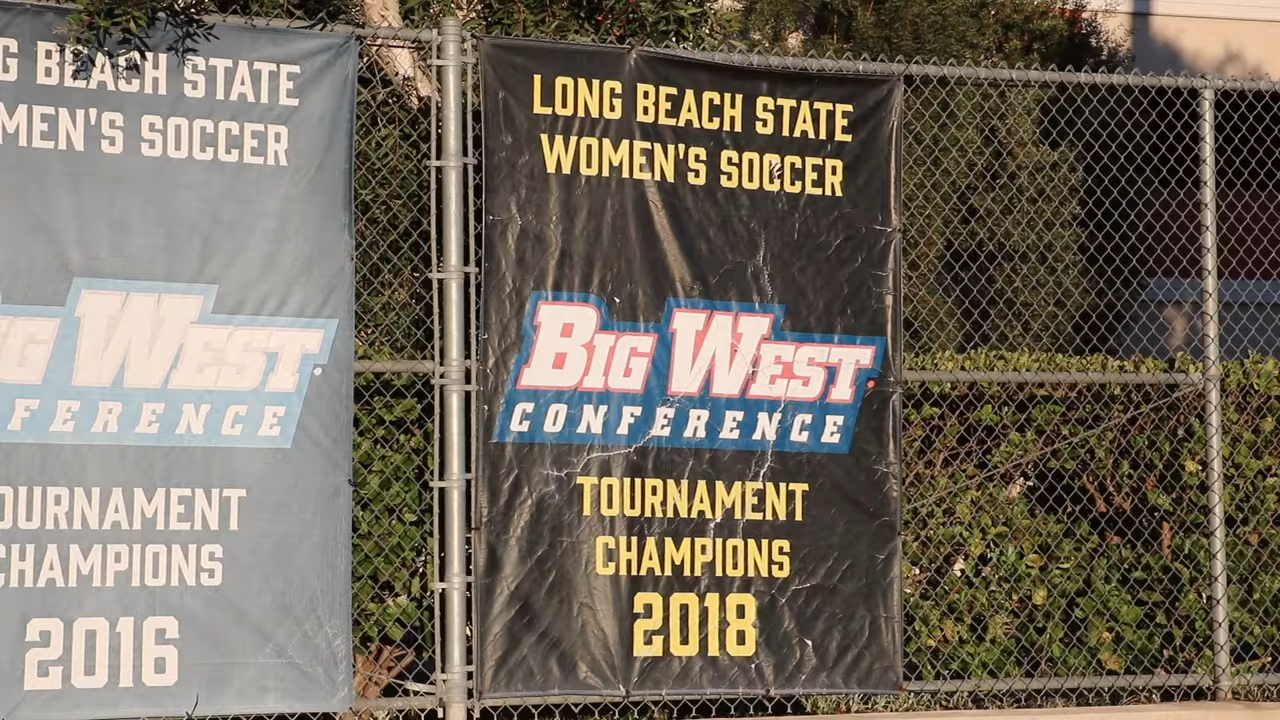 G BEACH STATE
MEN'S SOCCER
G WEST
FERENCE
OURNAMENT
CHAMPIONS
2016
LONG BEACH STATE
WOMEN'S SOCCER
BIG WEST
CONFERENCE
TOURNAMENT
CHAMPIONS
2018